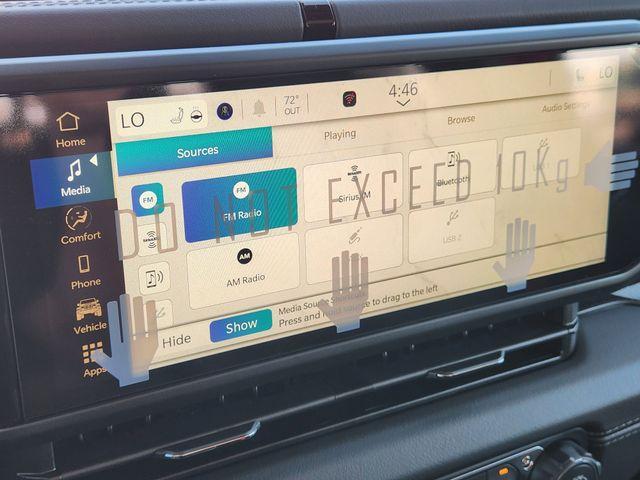 LO
72°
OUT
4:46
LO
Home
Media
Comfort
Phone
Vehicle
Apps
Sources
Playing
Browse
Audio Settings
FM
FM
FM Radio
SiriusXM
Bluetooth
AM
AM Radio
USB 2
DO NOT EXCEED 10Kg
Hide
Show
Media Source Shortcuts
Press and hold source to drag to the left